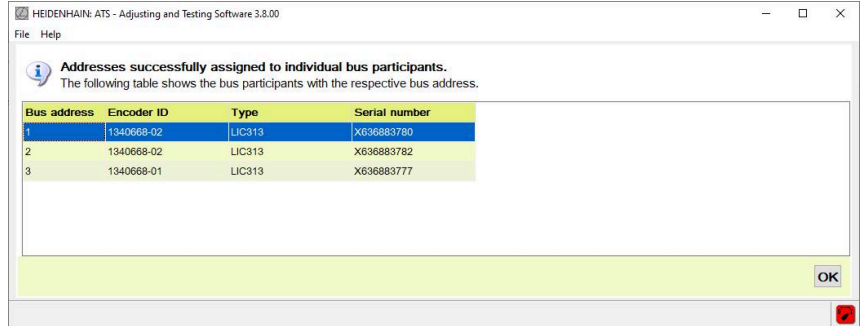 HEIDENHAIN: ATS - Adjusting and Testing Software 3.8.00
File Help
Addresses successfully assigned to individual bus participants.
The following table shows the bus participants with the respective bus address.
Bus address Encoder ID Type Serial number
1 1340668-02 LIC313 X636883780
2 1340668-02 LIC313 X636883782
3 1340668-01 LIC313 X636883777
OK